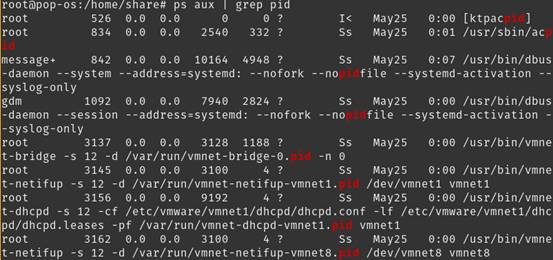 root@pop-os:/home/share# ps aux | grep pid
root 526 0.0 0.0 0 0 ? I< May25 0:00 [ktpacpid]
root 834 0.0 0.0 2540 332 ? Ss May25 0:01 /usr/sbin/acp
id
message+ 842 0.0 0.0 10164 4948 ? Ss May25 0:07 /usr/bin/dbus
-daemon --system --address=systemd: --nofork --nopidfile --systemd-activation --
syslog-only
gdm 1092 0.0 0.0 7940 2824 ? Ss May25 0:00 /usr/bin/dbus
-daemon --session --address=systemd: --nofork --nopidfile --systemd-activation -
-syslog-only
root 3137 0.0 0.0 3128 1188 ? Ss May25 0:00 /usr/bin/vmne
t-bridge -s 12 -d /var/run/vmnet-bridge-0.pid -n 0
root 3145 0.0 0.0 3100 4 ? Ss May25 0:00 /usr/bin/vmne
t-netifup -s 12 -d /var/run/vmnet-netifup-vmnet1.pid /dev/vmnet1 vmnet1
root 3156 0.0 0.0 9192 4 ? Ss May25 0:00 /usr/bin/vmne
t-dhcpd -s 12 -cf /etc/vmware/vmnet1/dhcpd/dhcpd.conf -lf /etc/vmware/vmnet1/dhc
pd/dhcpd.leases -pf /var/run/vmnet-dhcpd-vmnet1.pid vmnet1
root 3162 0.0 0.0 3100 4 ? Ss May25 0:00 /usr/bin/vmne
t-netifup -s 12 -d /var/run/vmnet-netifup-vmnet8.pid /dev/vmnet8 vmnet8